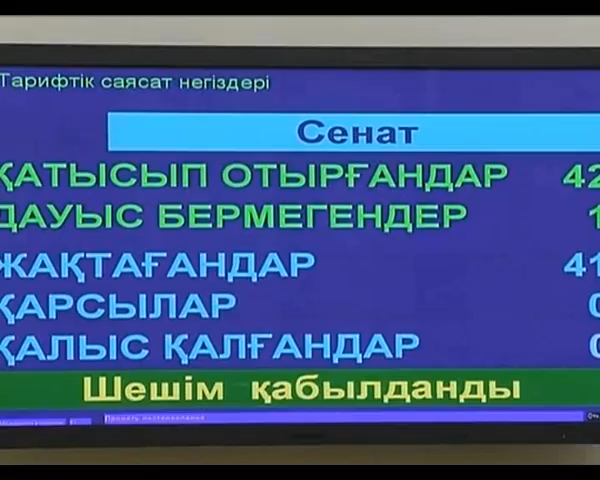 Тарифтік саясат негіздері
Сенат
ҚАТЫСЫП ОТЫРҒАНДАР 42
ДАУЫС БЕРМЕГЕНДЕР 1
ЖАҚТАҒАНДАР 41
ҚАРСЫЛАР 0
ҚАЛЫС ҚАЛҒАНДАР 0
Шешім қабылданды